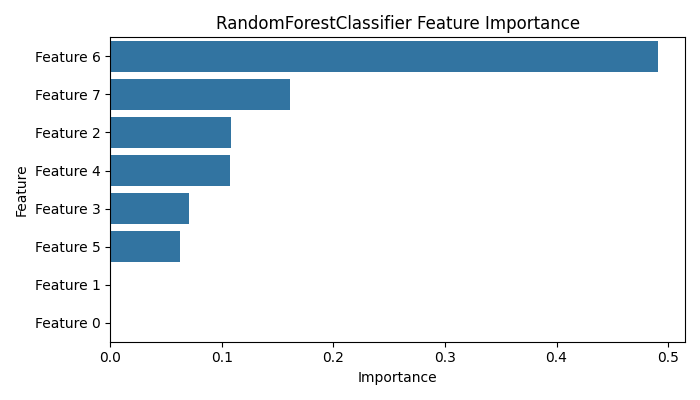 RandomForestClassifier Feature Importance
Feature 6
Feature 7
Feature 2
Feature 4
Feature 3
Feature 5
Feature 1
Feature 0
Feature
0.0 0.1 0.2 0.3 0.4 0.5
Importance